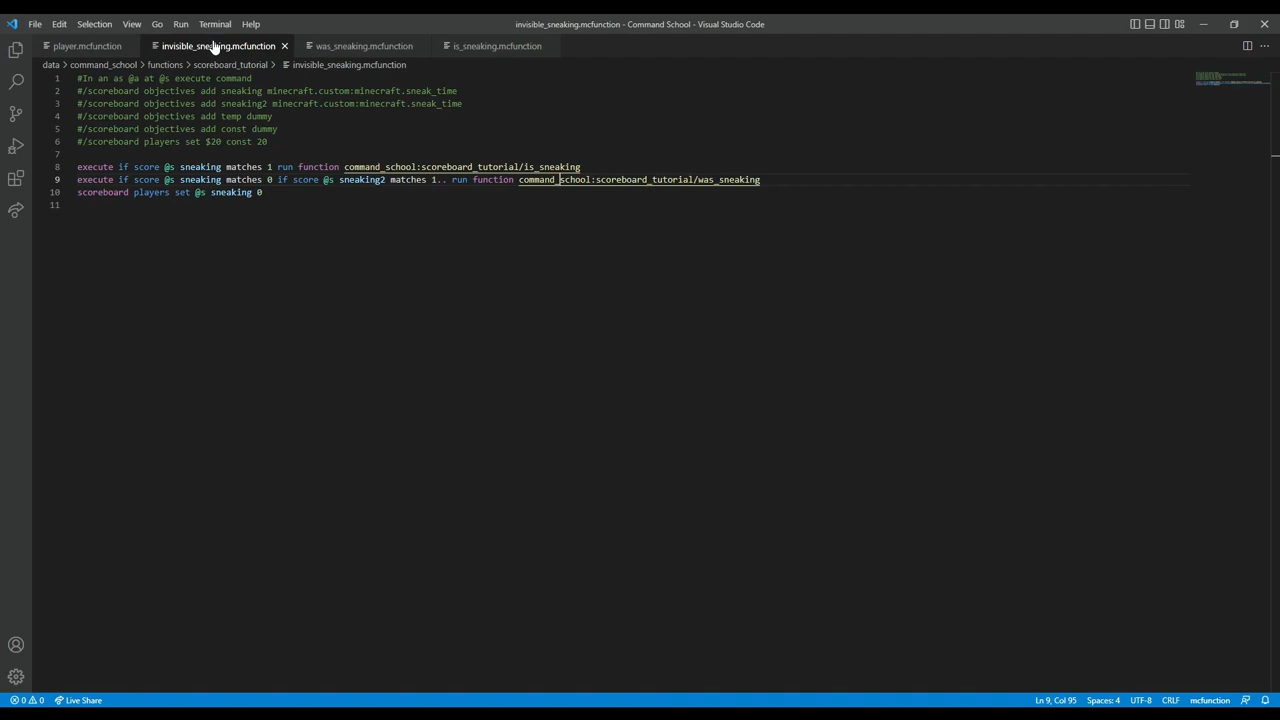 File Edit Selection View Go Run Terminal Help
invisible_sneaking.mcfunction - Command School - Visual Studio Code
player.mcfunction
invisible_sneaking.mcfunction
was_sneaking.mcfunction
is_sneaking.mcfunction
data > command_school > functions > scoreboard_tutorial > invisible_sneaking.mcfunction
1 #In an as @a at @s execute command
2 #/scoreboard objectives add sneaking minecraft.custom:minecraft.sneak_time
3 #/scoreboard objectives add sneaking2 minecraft.custom:minecraft.sneak_time
4 #/scoreboard objectives add temp dummy
5 #/scoreboard objectives add const dummy
6 #/scoreboard players set $20 const 20
7
8 execute if score @s sneaking matches 1 run function command_school:scoreboard_tutorial/is_sneaking
9 execute if score @s sneaking matches 0 if score @s sneaking2 matches 1.. run function command_school:scoreboard_tutorial/was_sneaking
10 scoreboard players set @s sneaking 0
11
0 0 Live Share
Ln 9, Col 95 Spaces: 4 UTF-8 CRLF mcfunction